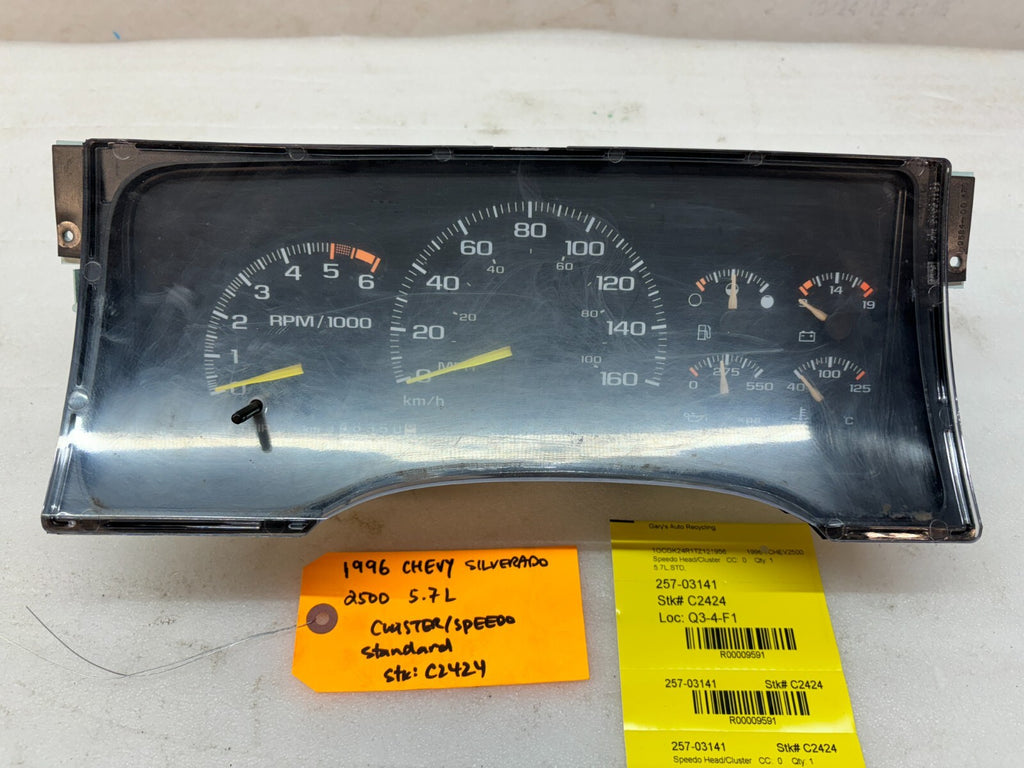 80
60
100
40
60
5
4
6
40
120
14
3
19
RPM/1000
20
80
2
140
20
1
275
100
0
100
0
550
40
125
0
160
km/h
km
C
Gary's Auto Recycling
1996 CHEVY SILVERADO
2500 5.7L
CLUSTER/SPEEDO
Standard
Stk: C2424
CHEV2500
Speedo Head/Cluster CC: 0 Qty: 1
5.7L STD.
257-03141
Stk# C2424
Loc: Q3-4-F1
R00009591
257-03141 Stk# C2424
R00009591
257-03141 Stk# C2424
Speedo Head/Cluster CC: 0 Qty: 1